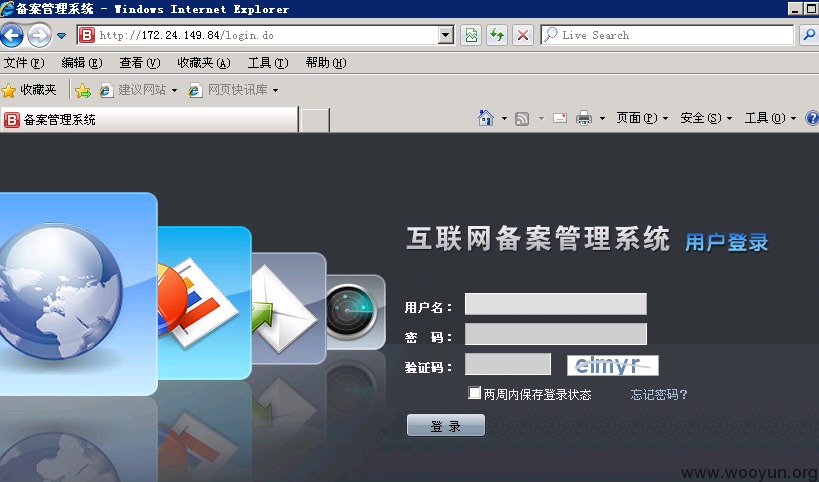 备案管理系统 - Windows Internet Explorer
http://172.24.149.84/login.do
Live Search
文件(F) 编辑(E) 查看(V) 收藏夹(A) 工具(T) 帮助(H)
收藏夹 建议网站 网页快讯库
备案管理系统
页面(P) 安全(S) 工具(O)
互联网备案管理系统 用户登录
用户名：
密 码：
验证码： elmyr
两周内保存登录状态 忘记密码？
登 录
www.wooyun.org